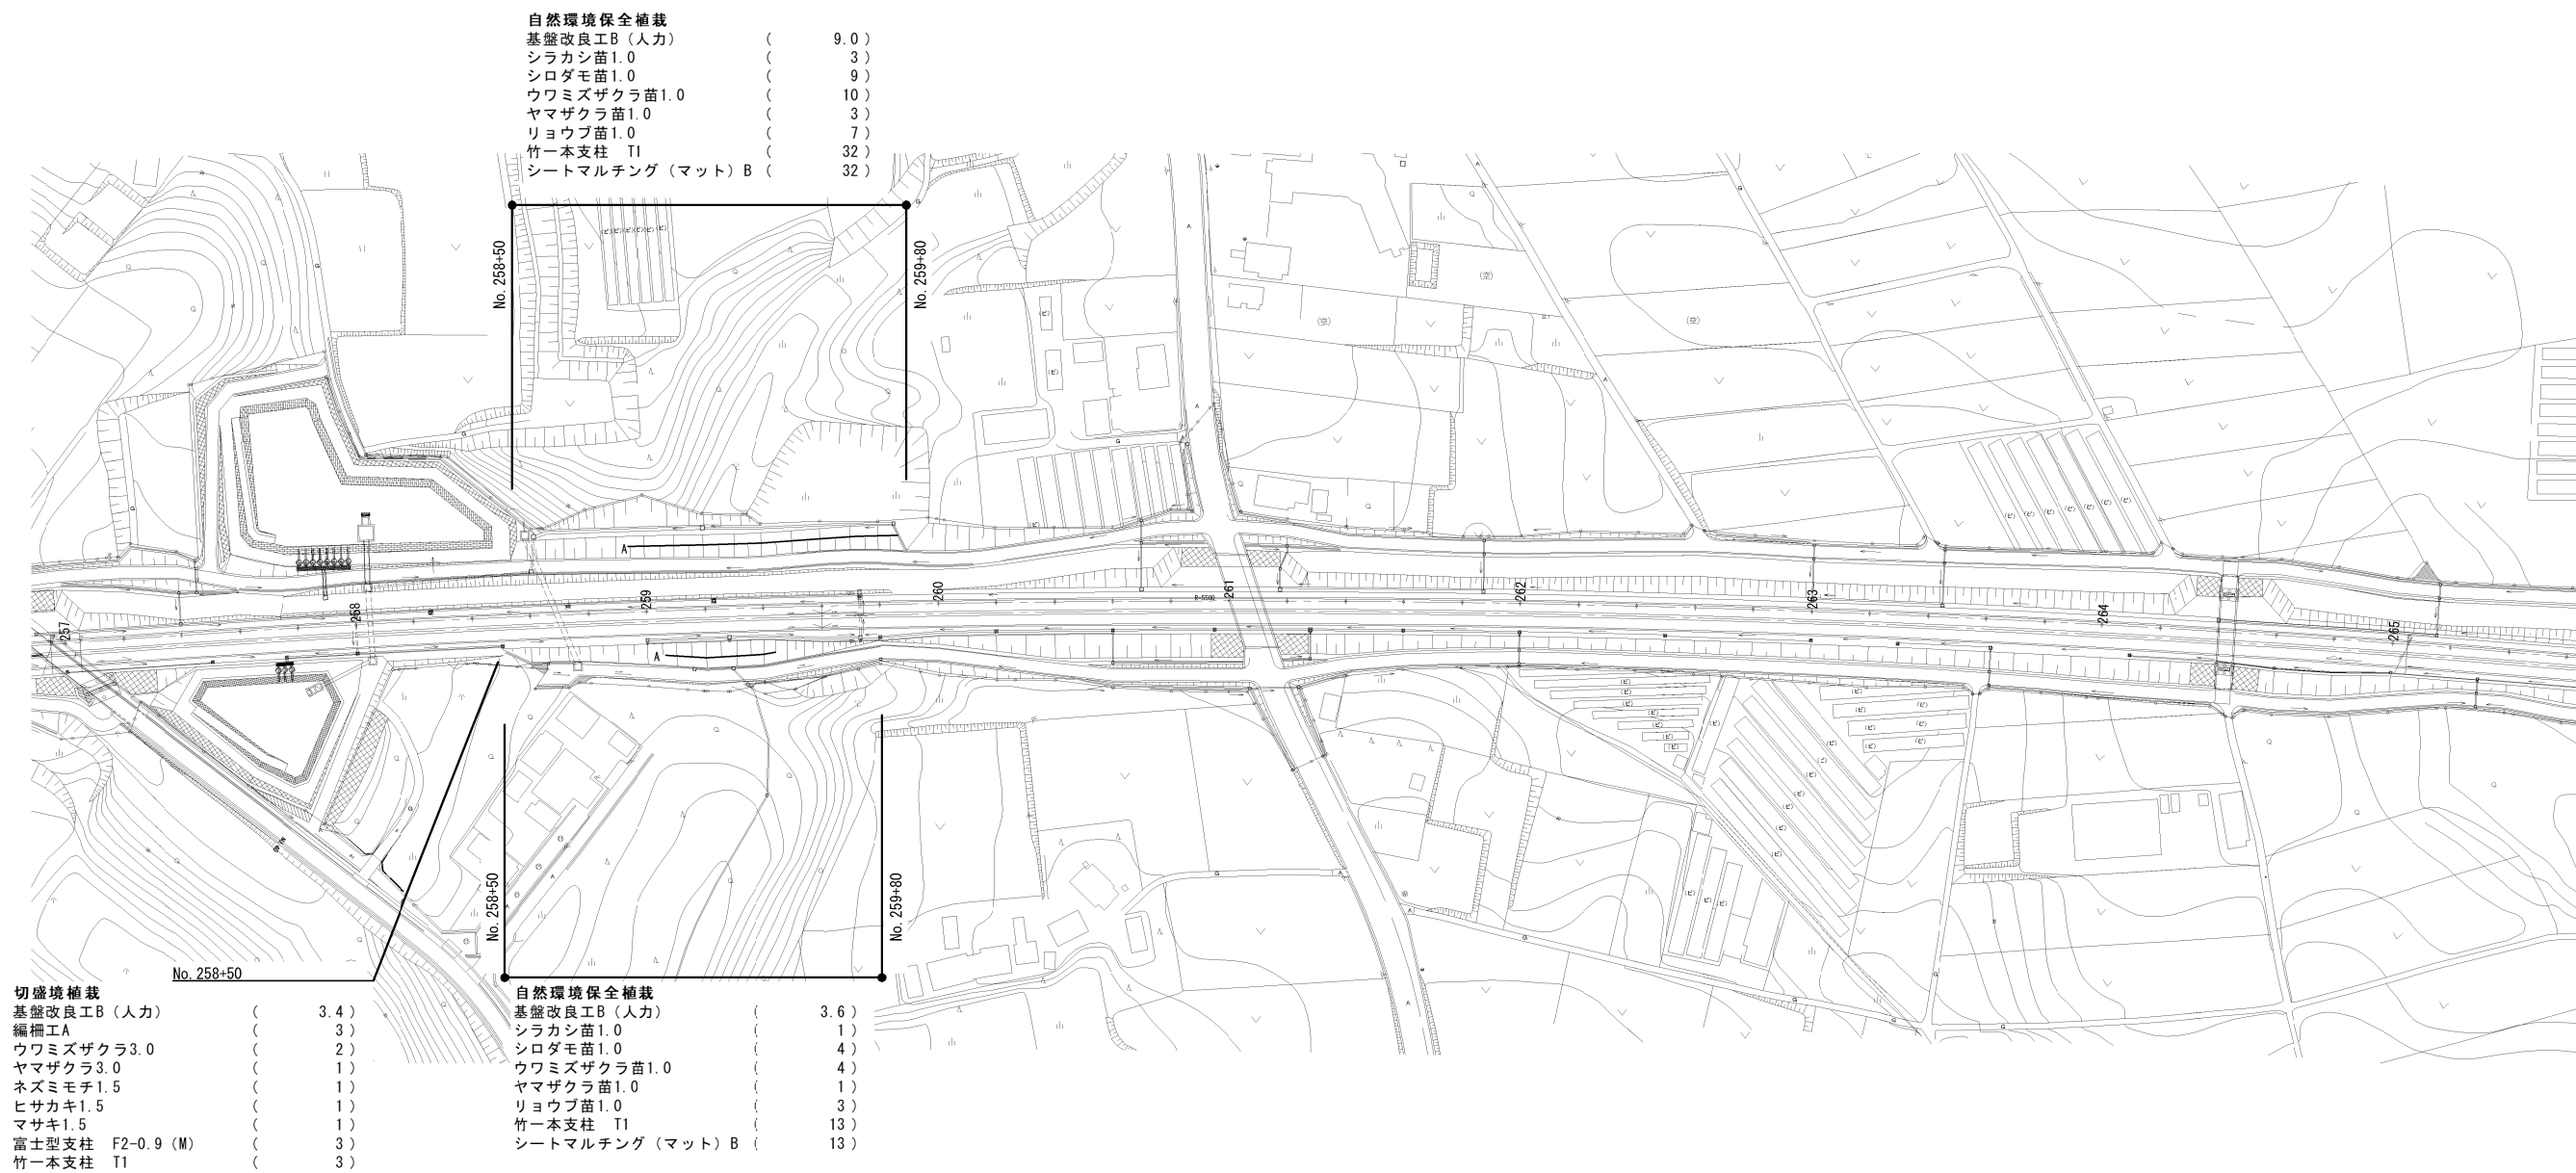 自然環境保全植栽
基盤改良工B（人力） （ 9.0 ）
シラカシ苗1.0 （ 3 ）
シロダモ苗1.0 （ 9 ）
ウワミズザクラ苗1.0 （ 10 ）
ヤマザクラ苗1.0 （ 3 ）
リョウブ苗1.0 （ 7 ）
竹一本支柱 T1 （ 32 ）
シートマルチング（マット）B （ 32 ）
No. 258+50
No. 259+80
A
A
257
258
259
260
261
262
263
264
265
R-5500
No. 258+50
No. 259+80
No. 258+50
切盛境植栽
基盤改良工B（人力） （ 3.4 ）
編柵工A （ 3 ）
ウワミズザクラ3.0 （ 2 ）
ヤマザクラ3.0 （ 1 ）
ネズミモチ1.5 （ 1 ）
ヒサカキ1.5 （ 1 ）
マサキ1.5 （ 1 ）
富士型支柱 F2-0.9（M） （ 3 ）
竹一本支柱 T1 （ 3 ）
自然環境保全植栽
基盤改良工B（人力） （ 3.6 ）
シラカシ苗1.0 （ 1 ）
シロダモ苗1.0 （ 4 ）
ウワミズザクラ苗1.0 （ 4 ）
ヤマザクラ苗1.0 （ 1 ）
リョウブ苗1.0 （ 3 ）
竹一本支柱 T1 （ 13 ）
シートマルチング（マット）B （ 13 ）